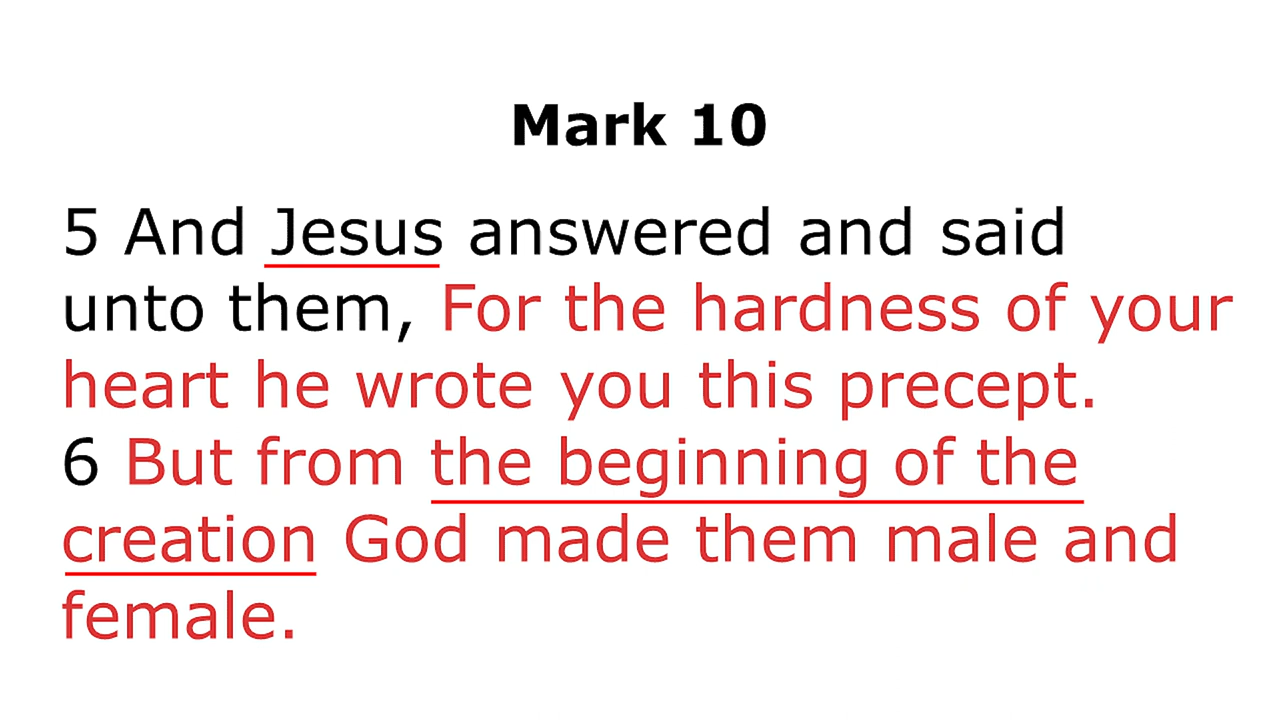 Mark 10
5 And Jesus answered and said
unto them, For the hardness of your
heart he wrote you this precept.
6 But from the beginning of the
creation God made them male and
female.